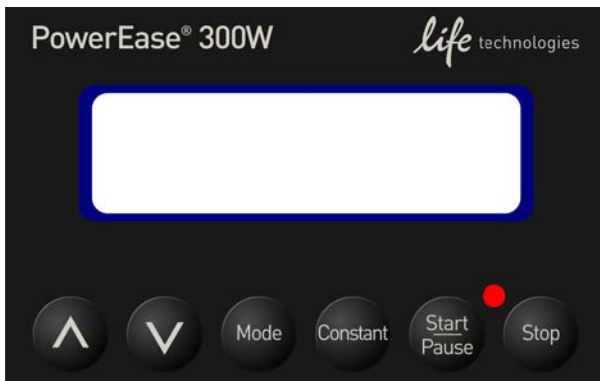 PowerEase® 300W
life technologies
Mode
Constant
Start
Pause
Stop